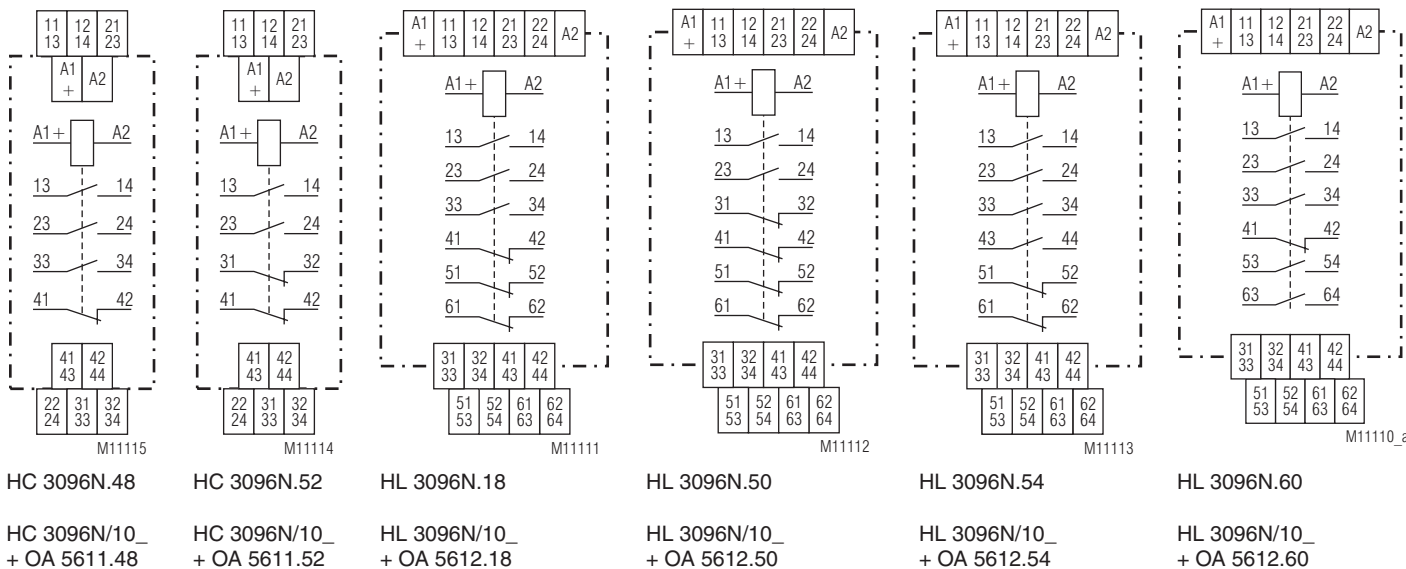 11 12 21
13 14 23
A1 A2
+
A1+ A2
13 14
23 24
33 34
41 42
41 42
43 44
22 31 32
24 33 34
M11115
HC 3096N.48
HC 3096N/10_
+ OA 5611.48
11 12 21
13 14 23
A1 A2
+
A1+ A2
13 14
23 24
31 32
41 42
41 42
43 44
22 31 32
24 33 34
M11114
HC 3096N.52
HC 3096N/10_
+ OA 5611.52
A1 11 12 21 22 A2
+ 13 14 23 24
A1+ A2
13 14
23 24
33 34
41 42
51 52
61 62
31 32 41 42
33 34 43 44
51 52 61 62
53 54 63 64
M11111
HL 3096N.18
HL 3096N/10_
+ OA 5612.18
A1 11 12 21 22 A2
+ 13 14 23 24
A1+ A2
13 14
23 24
31 32
41 42
51 52
61 62
31 32 41 42
33 34 43 44
51 52 61 62
53 54 63 64
M11112
HL 3096N.50
HL 3096N/10_
+ OA 5612.50
A1 11 12 21 22 A2
+ 13 14 23 24
A1+ A2
13 14
23 24
33 34
43 44
51 52
61 62
31 32 41 42
33 34 43 44
51 52 61 62
53 54 63 64
M11113
HL 3096N.54
HL 3096N/10_
+ OA 5612.54
A1 11 12 21 22 A2
+ 13 14 23 24
A1+ A2
13 14
23 24
33 34
41 42
53 54
63 64
31 32 41 42
33 34 43 44
51 52 61 62
53 54 63 64
M11110_a
HL 3096N.60
HL 3096N/10_
+ OA 5612.60